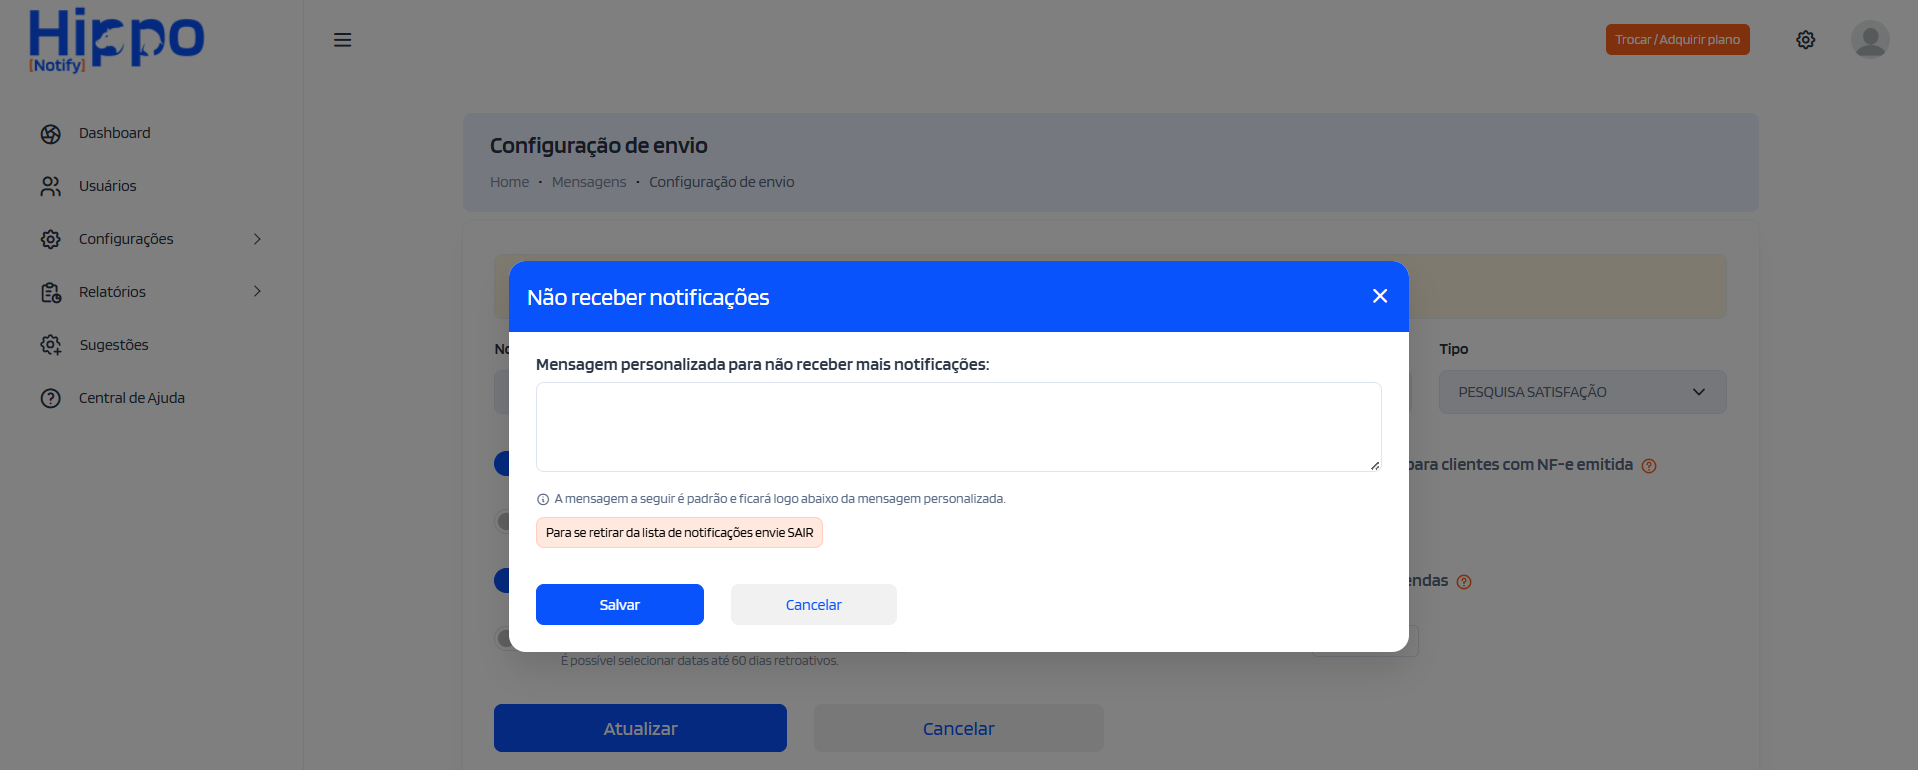 Hippo
[Notify]
Trocar / Adquirir plano
Dashboard
Usuários
Configurações
Relatórios
Sugestões
Central de Ajuda
Configuração de envio
Home • Mensagens • Configuração de envio
Tipo
PESQUISA SATISFAÇÃO
para clientes com NF-e emitida
Não receber notificações
Mensagem personalizada para não receber mais notificações:
A mensagem a seguir é padrão e ficará logo abaixo da mensagem personalizada.
Para se retirar da lista de notificações envie SAIR
Salvar
Cancelar
É possível selecionar datas até 60 dias retroativos.
Atualizar
Cancelar